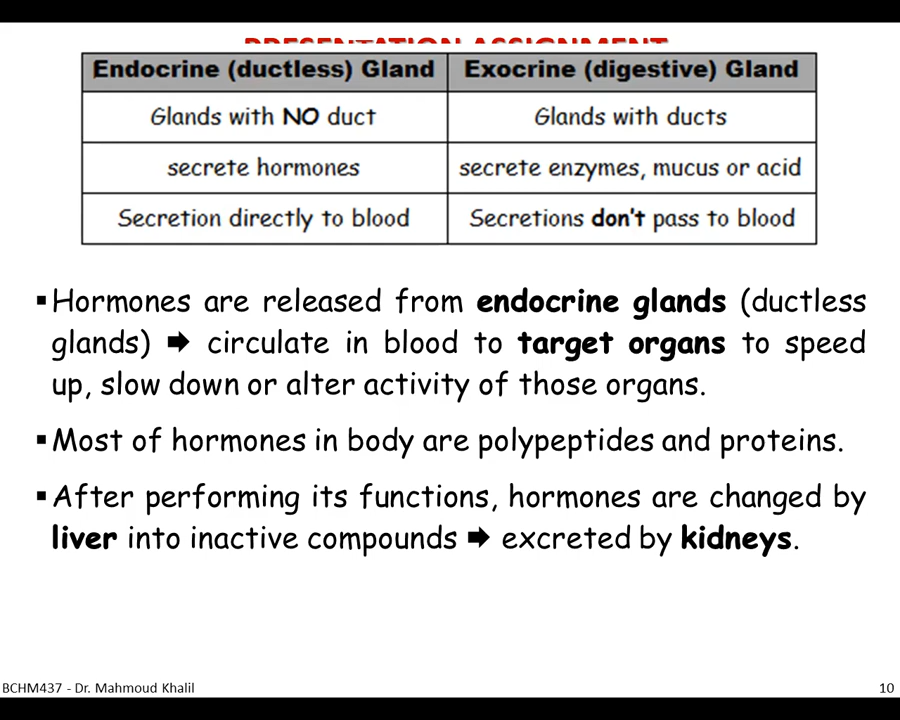 PRESENTATION ASSIGNMENT
Endocrine (ductless) Gland Exocrine (digestive) Gland
Glands with NO duct Glands with ducts
secrete hormones secrete enzymes, mucus or acid
Secretion directly to blood Secretions don't pass to blood
▪Hormones are released from endocrine glands (ductless
glands) 🡆 circulate in blood to target organs to speed
up, slow down or alter activity of those organs.
▪Most of hormones in body are polypeptides and proteins.
▪After performing its functions, hormones are changed by
liver into inactive compounds 🡆 excreted by kidneys.
BCHM437 - Dr. Mahmoud Khalil 10